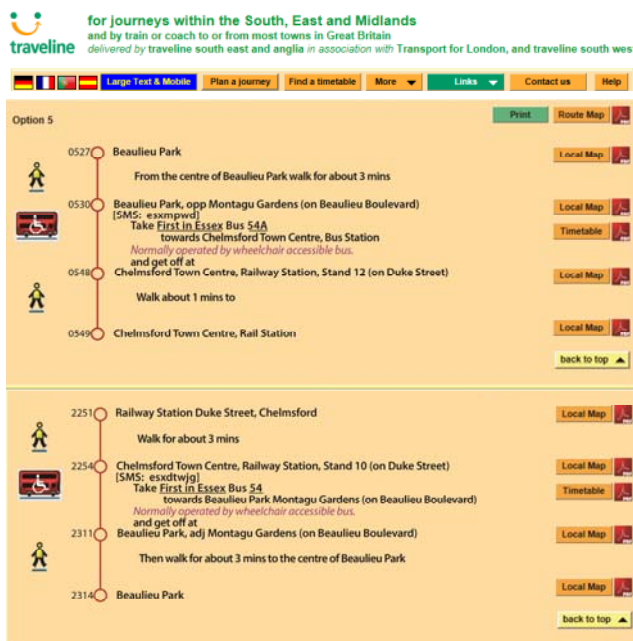 for journeys within the South, East and Midlands
and by train or coach to or from most towns in Great Britain
traveline
delivered by traveline south east and anglia in association with Transport for London, and traveline south wes
Large Text & Mobile
Plan a journey
Find a timetable
More
Links
Contact us
Help
Option 5
Print
Route Map
0527
Beaulieu Park
Local Map
From the centre of Beaulieu Park walk for about 3 mins
0530
Beaulieu Park, opp Montagu Gardens (on Beaulieu Boulevard)
Local Map
[SMS: esxmpwd]
Take First in Essex Bus 54A
Timetable
towards Chelmsford Town Centre, Bus Station
Normally operated by wheelchair accessible bus.
and get off at
0548
Chelmsford Town Centre, Railway Station, Stand 12 (on Duke Street)
Local Map
Walk about 1 mins to
0549
Chelmsford Town Centre, Rail Station
Local Map
back to top
2251
Railway Station Duke Street, Chelmsford
Local Map
Walk for about 3 mins
2254
Chelmsford Town Centre, Railway Station, Stand 10 (on Duke Street)
Local Map
[SMS: esxdtwjg]
Take First in Essex Bus 54
Timetable
towards Beaulieu Park Montagu Gardens (on Beaulieu Boulevard)
Normally operated by wheelchair accessible bus.
and get off at
2311
Beaulieu Park, adj Montagu Gardens (on Beaulieu Boulevard)
Local Map
Then walk for about 3 mins to the centre of Beaulieu Park
2314
Beaulieu Park
Local Map
back to top